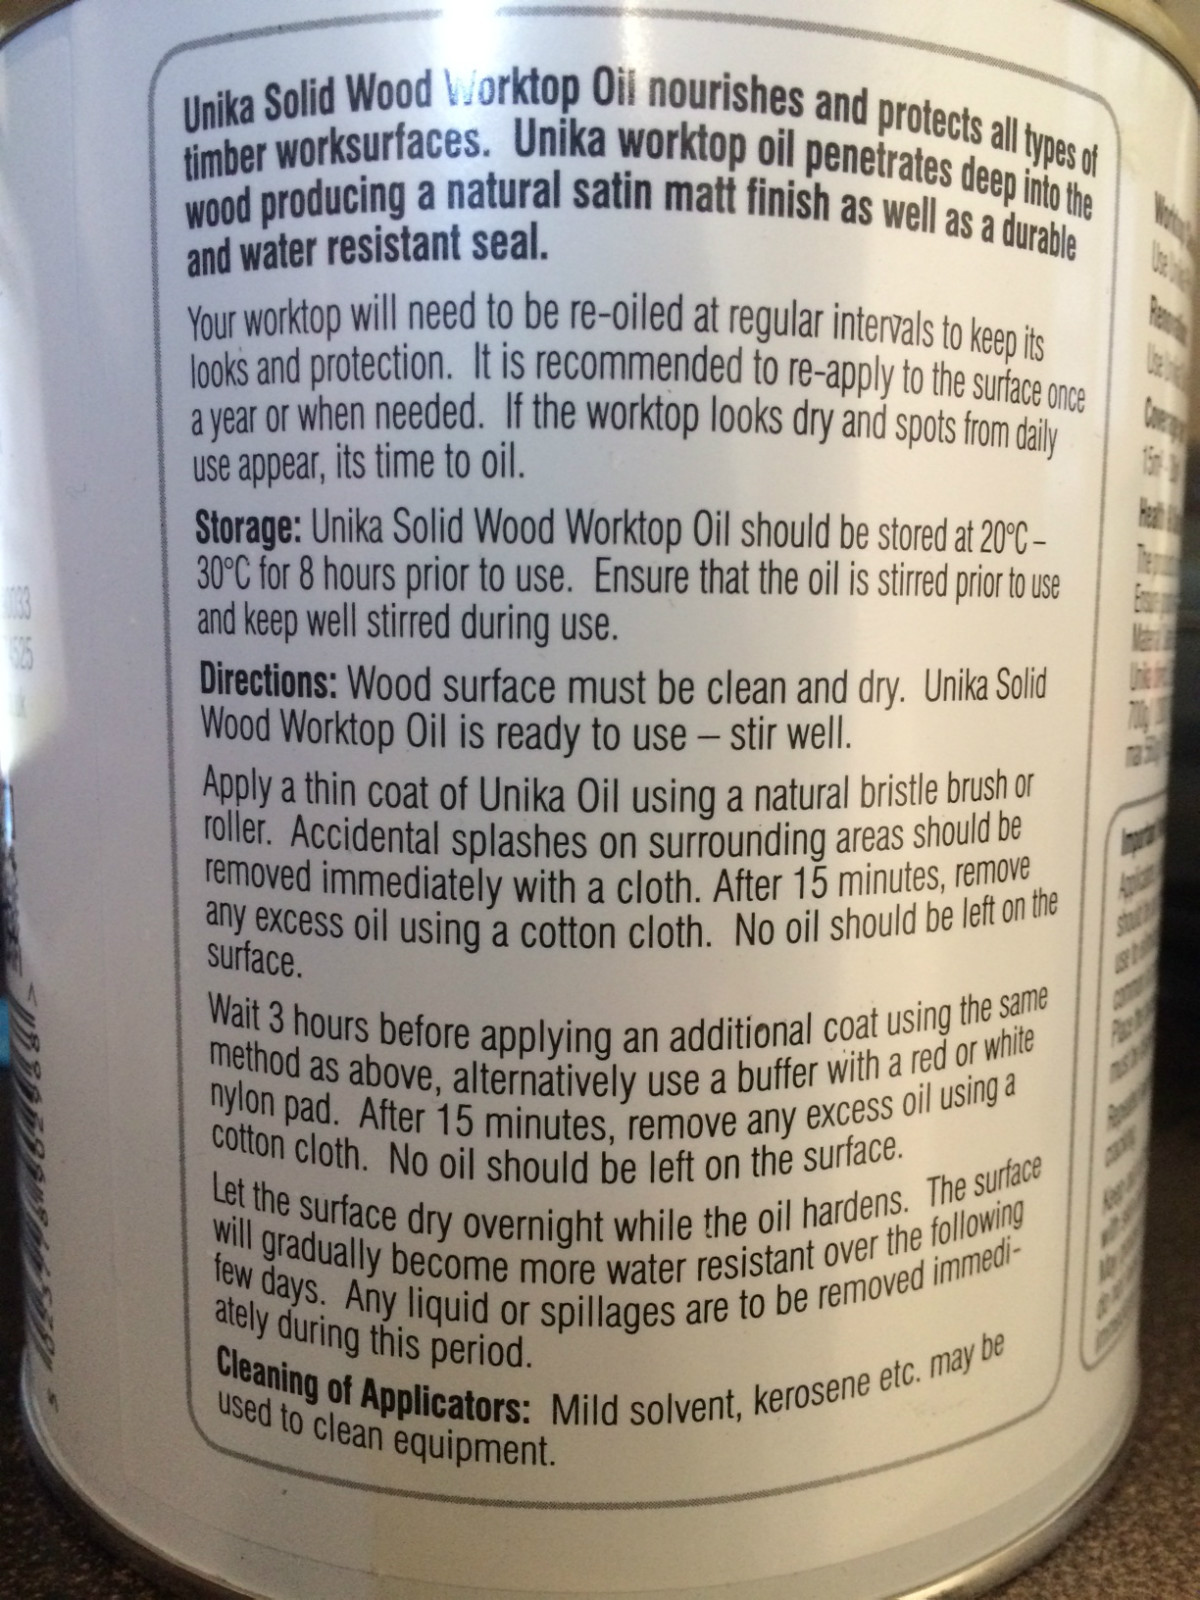 Unika Solid Wood Worktop Oil nourishes and protects all types of
timber worksurfaces. Unika worktop oil penetrates deep into the
wood producing a natural satin matt finish as well as a durable
and water resistant seal.
Your worktop will need to be re-oiled at regular intervals to keep its
looks and protection. It is recommended to re-apply to the surface once
a year or when needed. If the worktop looks dry and spots from daily
use appear, its time to oil.
Storage: Unika Solid Wood Worktop Oil should be stored at 20°C –
30°C for 8 hours prior to use. Ensure that the oil is stirred prior to use
and keep well stirred during use.
Directions: Wood surface must be clean and dry. Unika Solid
Wood Worktop Oil is ready to use – stir well.
Apply a thin coat of Unika Oil using a natural bristle brush or
roller. Accidental splashes on surrounding areas should be
removed immediately with a cloth. After 15 minutes, remove
any excess oil using a cotton cloth. No oil should be left on the
surface.
Wait 3 hours before applying an additional coat using the same
method as above, alternatively use a buffer with a red or white
nylon pad. After 15 minutes, remove any excess oil using a
cotton cloth. No oil should be left on the surface.
Let the surface dry overnight while the oil hardens. The surface
will gradually become more water resistant over the following
few days. Any liquid or spillages are to be removed immedi-
ately during this period.
Cleaning of Applicators: Mild solvent, kerosene etc. may be
used to clean equipment.